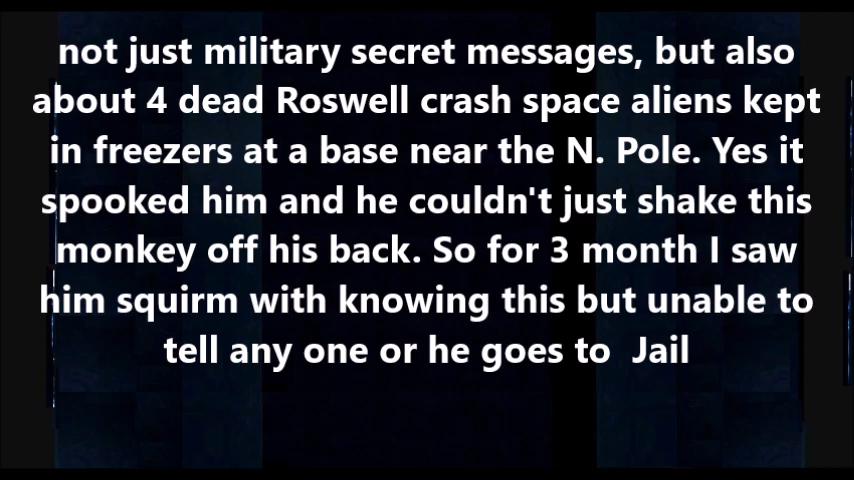 not just military secret messages, but also
about 4 dead Roswell crash space aliens kept
in freezers at a base near the N. Pole. Yes it
spooked him and he couldn't just shake this
monkey off his back. So for 3 month I saw
him squirm with knowing this but unable to
tell any one or he goes to  Jail